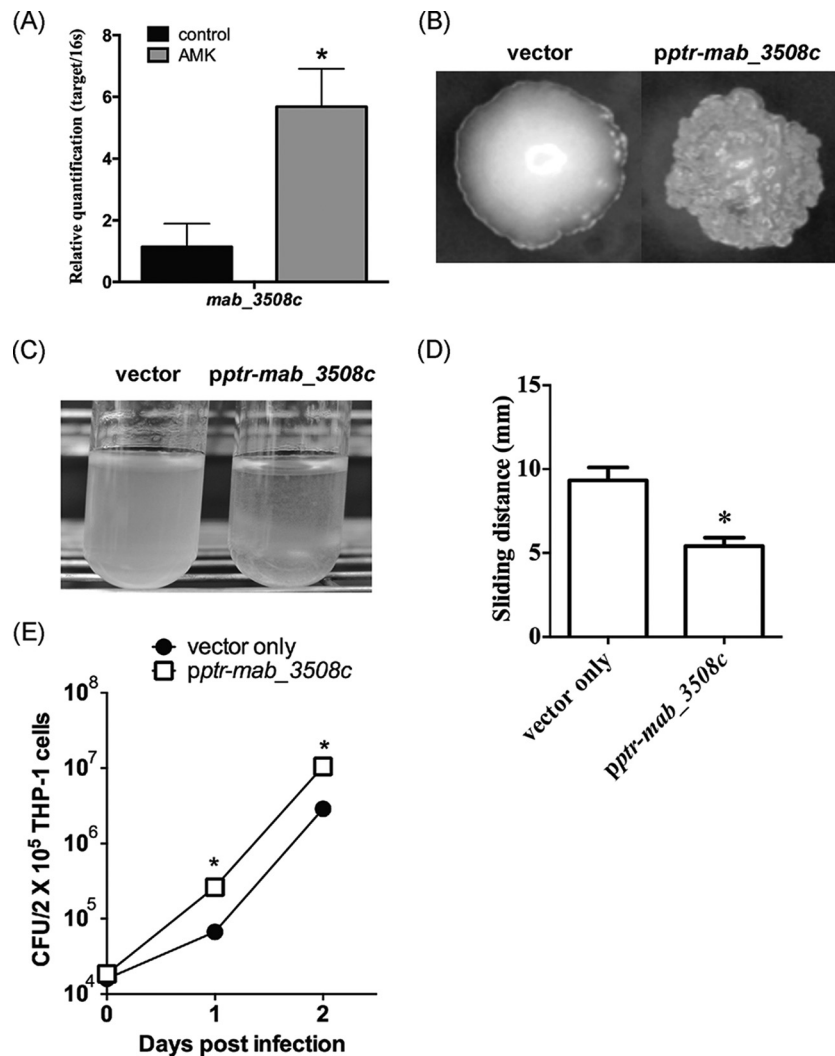 (A)
control
AMK
Relative quantification (target/16s)
8
6
4
2
0
*
mab_3508c
(B)
vector
pptr-mab_3508c
(C)
vector
pptr-mab_3508c
(D)
Sliding distance (mm)
15
10
5
0
*
vector only
pptr-mab_3508c
(E)
vector only
pptr-mab_3508c
CFU/2 X 10⁵ THP-1 cells
10⁸
10⁷
10⁶
10⁵
10⁴
*
*
0
1
2
Days post infection